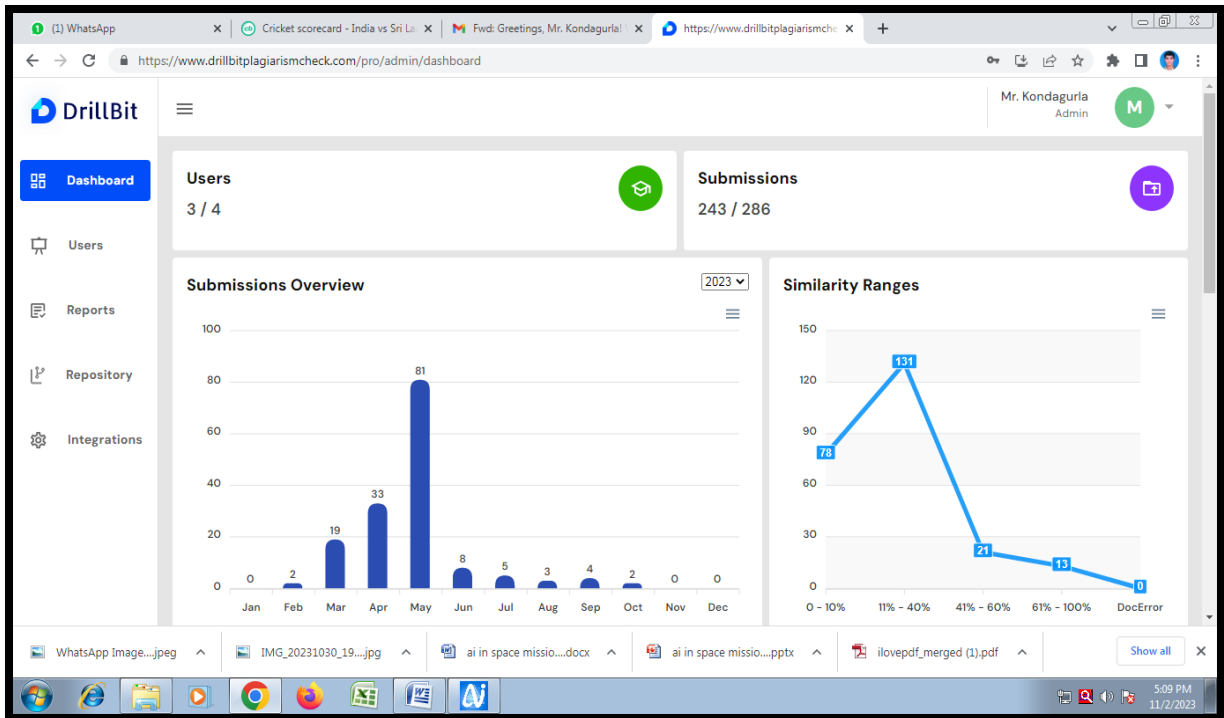 (1) WhatsApp
Cricket scorecard - India vs Sri La
Fwd: Greetings, Mr. Kondagurla!
https://www.drillbitplagiarismche
https://www.drillbitplagiarismcheck.com/pro/admin/dashboard
DrillBit
Mr. Kondagurla
Admin
M
Dashboard
Users
Reports
Repository
Integrations
Users
3 / 4
Submissions
243 / 286
Submissions Overview
2023
100
80
60
40
20
0
0
2
19
33
81
8
5
3
4
2
0
0
Jan Feb Mar Apr May Jun Jul Aug Sep Oct Nov Dec
Similarity Ranges
150
120
90
60
30
0
78
131
21
13
0
0 - 10% 11% - 40% 41% - 60% 61% - 100% DocError
WhatsApp Image....jpeg
IMG_20231030_19....jpg
ai in space missio....docx
ai in space missio....pptx
ilovepdf_merged (1).pdf
Show all
5:09 PM
11/2/2023